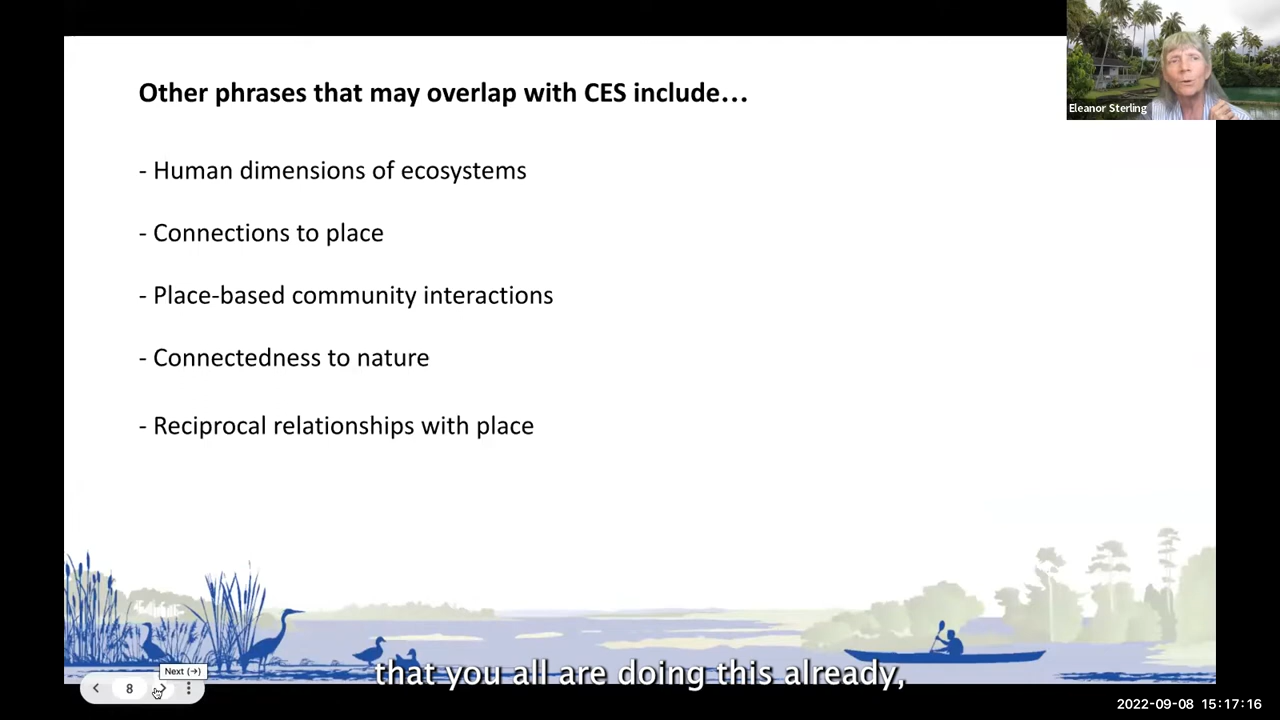 Other phrases that may overlap with CES include…
Eleanor Sterling
- Human dimensions of ecosystems
- Connections to place
- Place-based community interactions
- Connectedness to nature
- Reciprocal relationships with place
Next (→)
8
that you all are doing this already,
2022-09-08 15:17:16